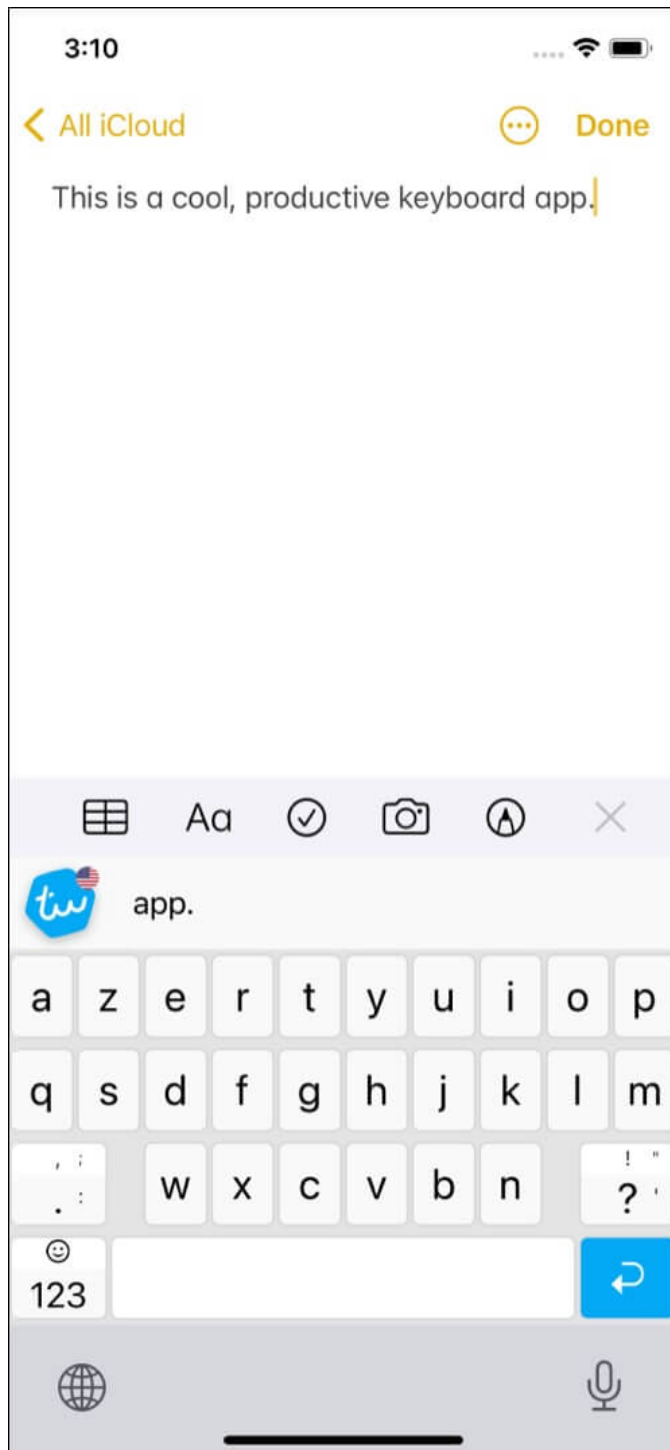 3:10
All iCloud
Done
This is a cool, productive keyboard app.
Aa
tw
app.
a z e r t y u i o p
q s d f g h j k l m
, ; . : w x c v b n ! " ? '
123